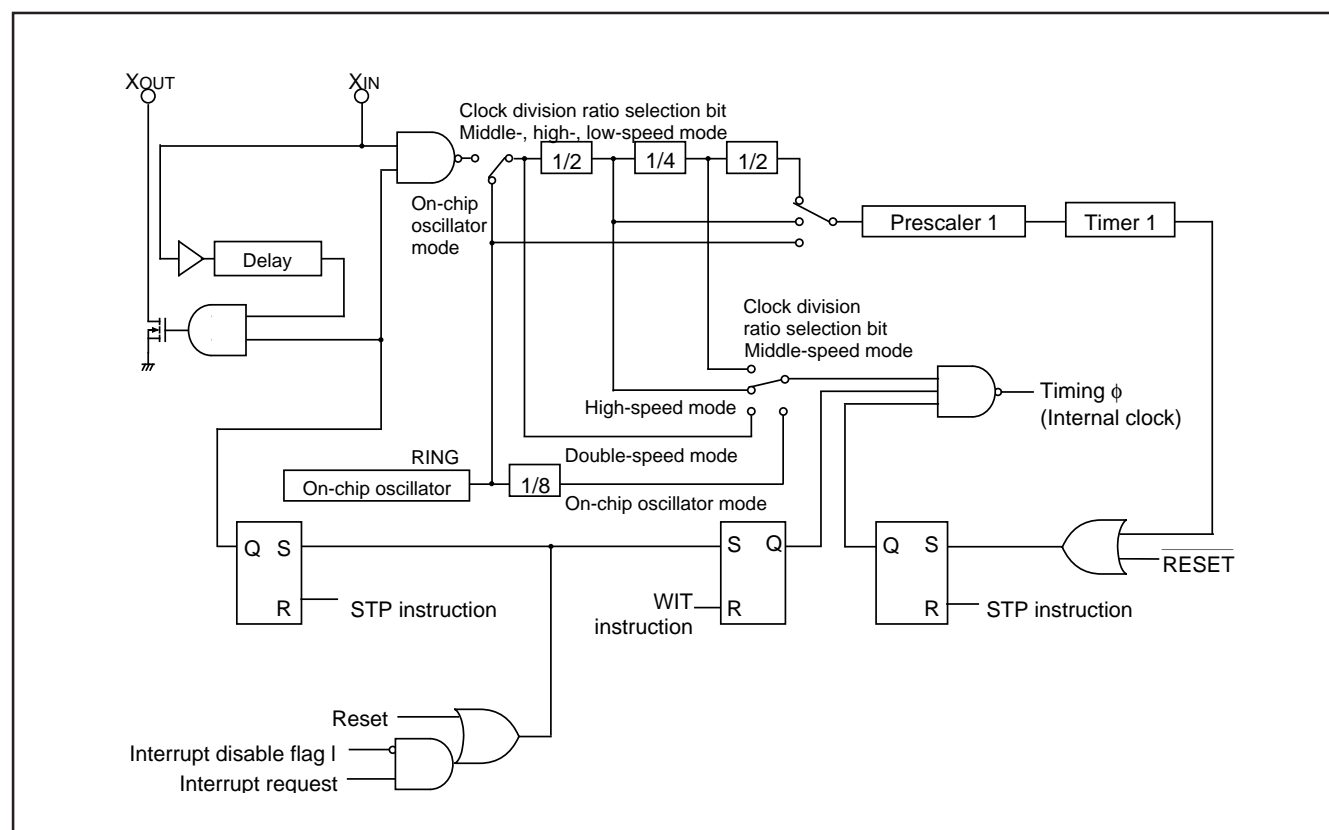 XOUT
XIN
Clock division ratio selection bit
Middle-, high-, low-speed mode
1/2
1/4
1/2
On-chip
oscillator
mode
Prescaler 1
Timer 1
Delay
Clock division
ratio selection bit
Middle-speed mode
High-speed mode
Timing ϕ
(Internal clock)
Double-speed mode
RING
On-chip oscillator
1/8
On-chip oscillator mode
Q S
R
STP instruction
S Q
R
WIT
instruction
Q S
R
STP instruction
RESET
Reset
Interrupt disable flag I
Interrupt request